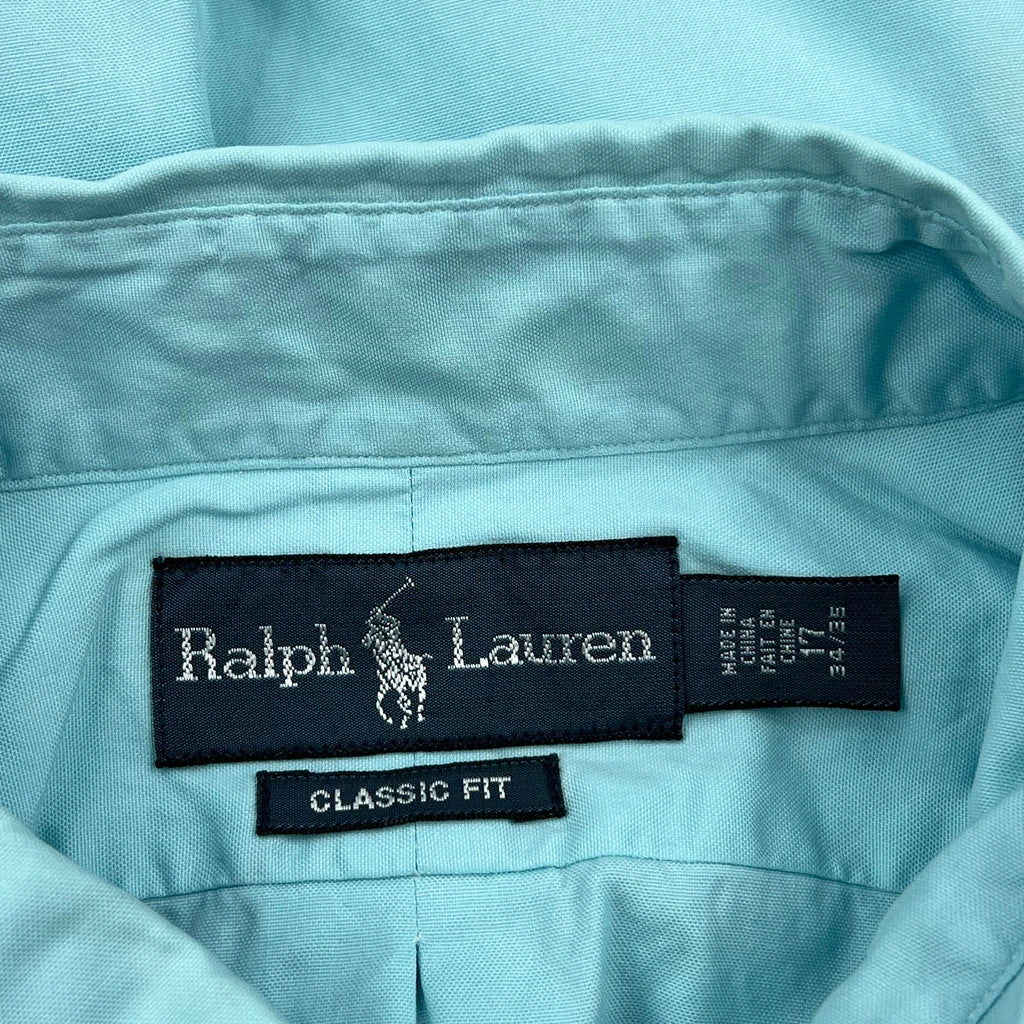 Ralph Lauren
CLASSIC FIT
MADE IN
CHINA
FAIT EN
CHINE
17
34/35